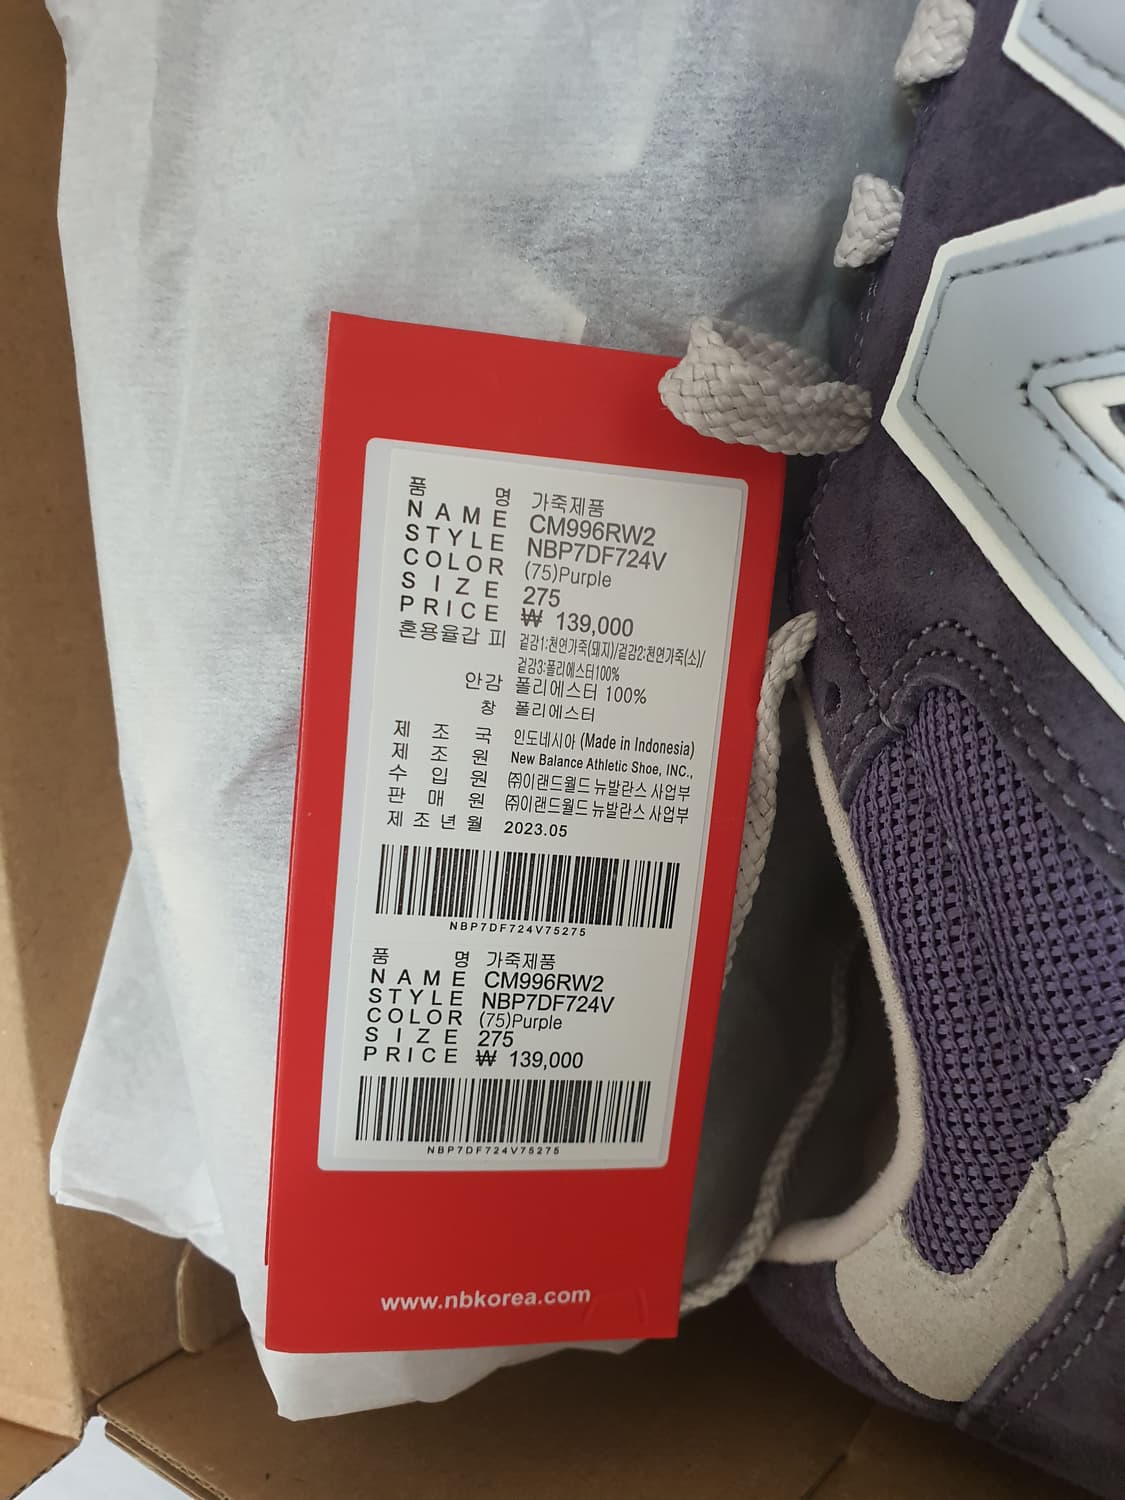 품 명 가죽제품
NAME CM996RW2
STYLE NBP7DF724V
COLOR (75)Purple
SIZE 275
PRICE ₩ 139,000
혼용율갑 피 겉감1:천연가죽(돼지)/겉감2:천연가죽(소)/
겉감3:폴리에스터100%
안감 폴리에스터 100%
창 폴리에스터
제 조 국 인도네시아 (Made in Indonesia)
제 조 원 New Balance Athletic Shoe, INC.,
수 입 원 ㈜이랜드월드 뉴발란스 사업부
판 매 원 ㈜이랜드월드 뉴발란스 사업부
제조년월 2023.05
NBP7DF724V75275
품 명 가죽제품
NAME CM996RW2
STYLE NBP7DF724V
COLOR (75)Purple
SIZE 275
PRICE ₩ 139,000
NBP7DF724V75275
www.nbkorea.com